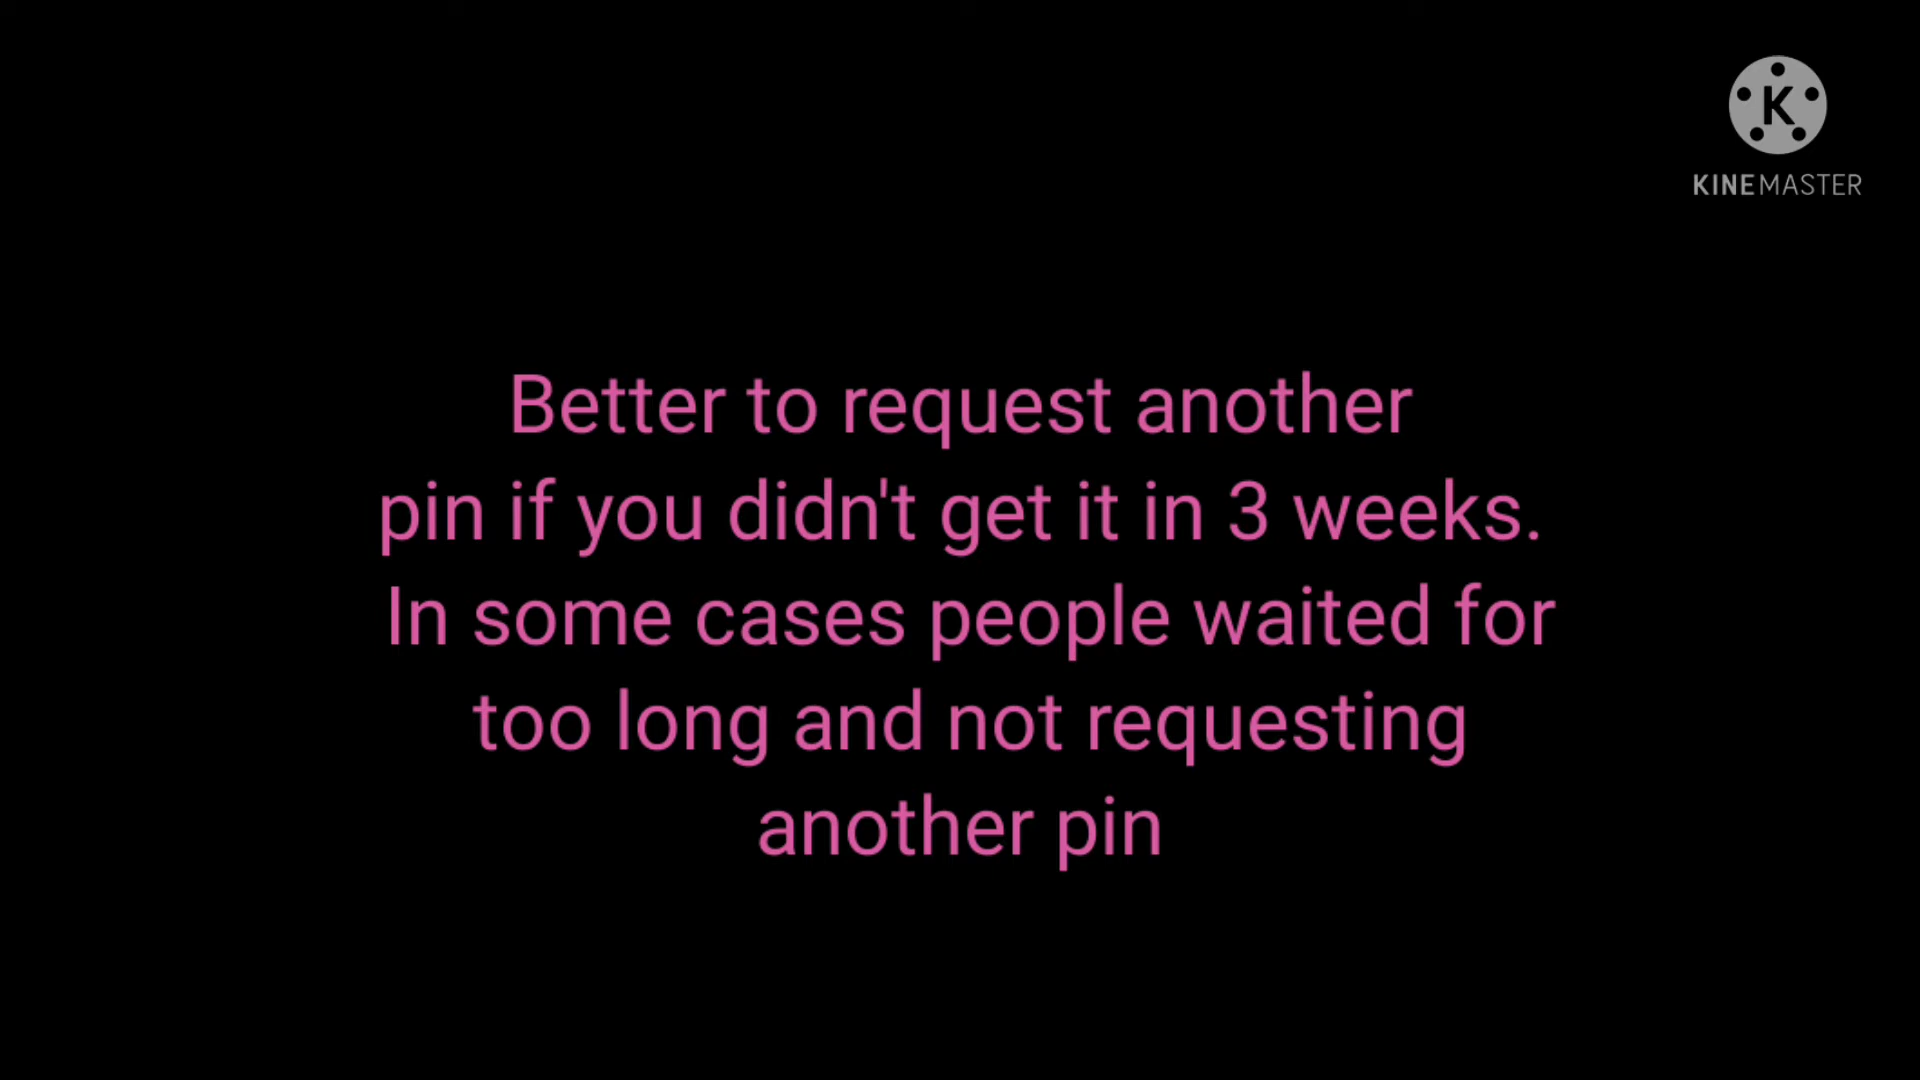 K
KINEMASTER
Better to request another
pin if you didn't get it in 3 weeks.
In some cases people waited for
too long and not requesting
another pin